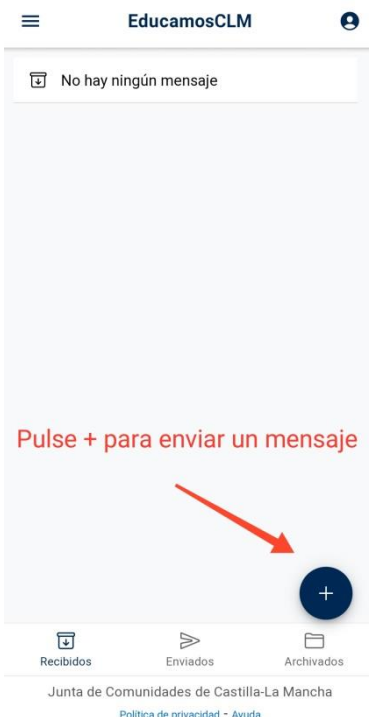 EducamosCLM
No hay ningún mensaje
Pulse + para enviar un mensaje
+
Recibidos
Enviados
Archivados
Junta de Comunidades de Castilla-La Mancha
Política de privacidad - Ayuda